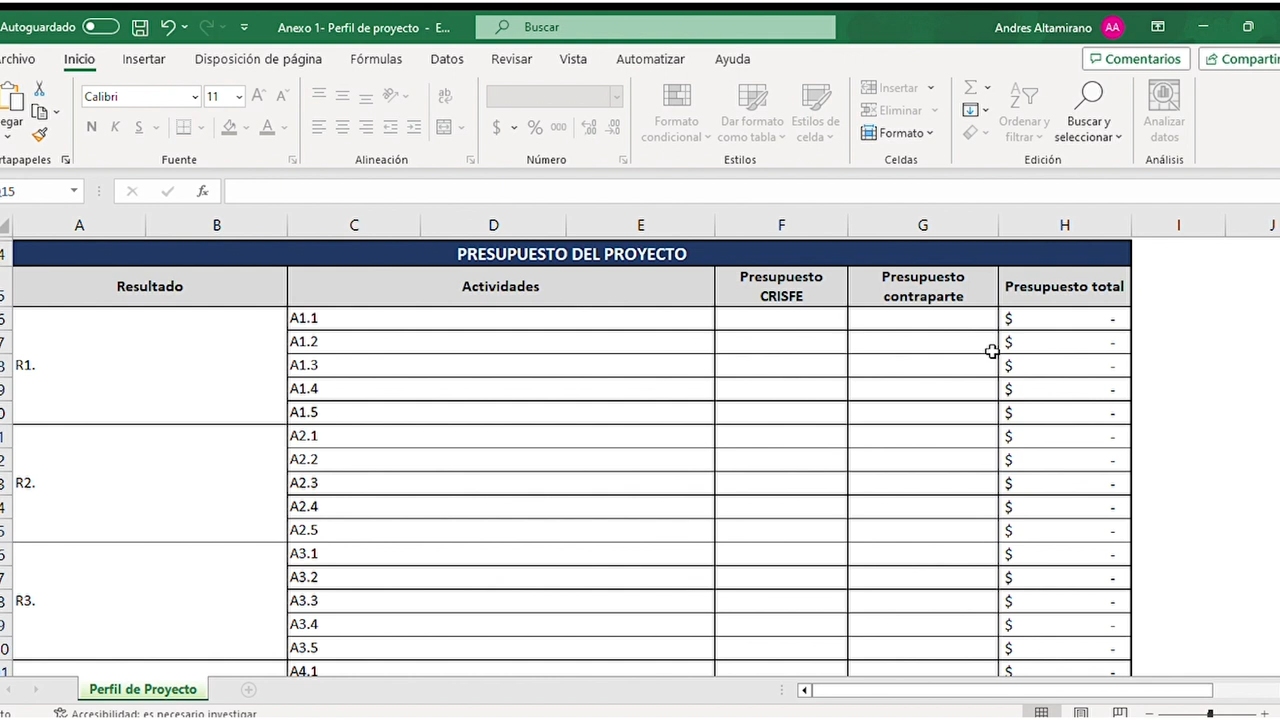 Autoguardado
Anexo 1- Perfil de proyecto - E...
Buscar
Andres Altamirano AA
Archivo Inicio Insertar Disposición de página Fórmulas Datos Revisar Vista Automatizar Ayuda Comentarios Compartir
Calibri 11
Insertar
Eliminar
Formato
N K S
$ % 000
Formato condicional
Dar formato como tabla
Estilos de celda
Ordenary filtrar
Buscar y seleccionar
Analizar datos
Fuente Alineación Número Estilos Celdas Edición Análisis
fx
A B C D E F G H I J
PRESUPUESTO DEL PROYECTO
Resultado Actividades Presupuesto CRISFE Presupuesto contraparte Presupuesto total
A1.1 $ -
A1.2 $ -
R1. A1.3 $ -
A1.4 $ -
A1.5 $ -
A2.1 $ -
A2.2 $ -
R2. A2.3 $ -
A2.4 $ -
A2.5 $ -
A3.1 $ -
A3.2 $ -
R3. A3.3 $ -
A3.4 $ -
A3.5 $ -
A4.1 $ -
Perfil de Proyecto
Accesibilidad: es necesario investigar